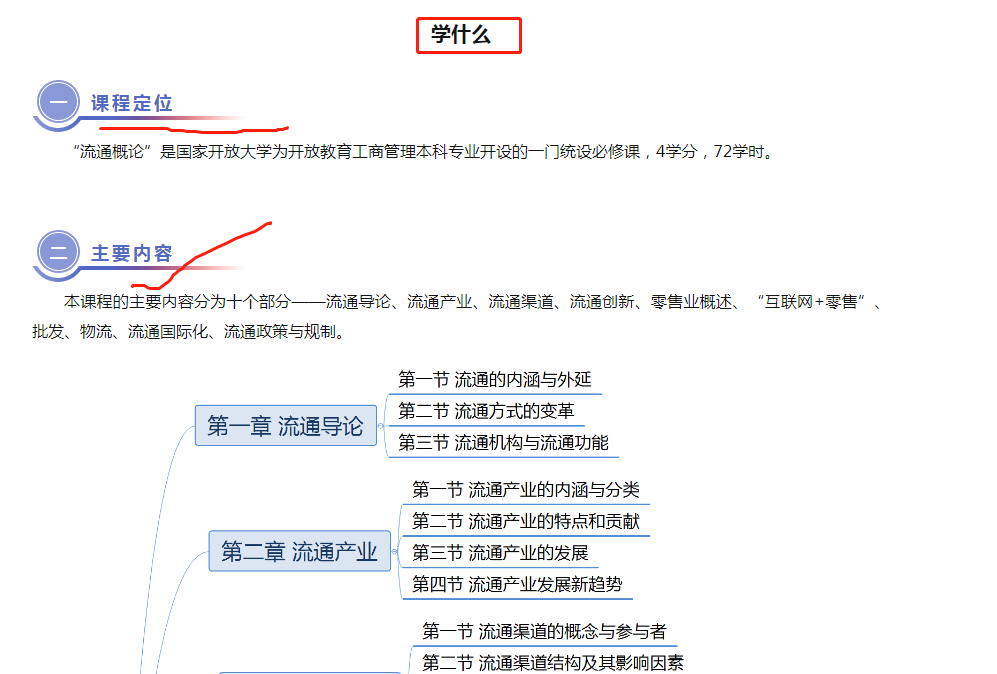 学什么
一 课程定位
“流通概论”是国家开放大学为开放教育工商管理本科专业开设的一门统设必修课，4学分，72学时。
二 主要内容
本课程的主要内容分为十个部分——流通导论、流通产业、流通渠道、流通创新、零售业概述、“互联网+零售”、
批发、物流、流通国际化、流通政策与规制。
第一章 流通导论
第一节 流通的内涵与外延
第二节 流通方式的变革
第三节 流通机构与流通功能
第二章 流通产业
第一节 流通产业的内涵与分类
第二节 流通产业的特点和贡献
第三节 流通产业的发展
第四节 流通产业发展新趋势
第一节 流通渠道的概念与参与者
第二节 流通渠道结构及其影响因素